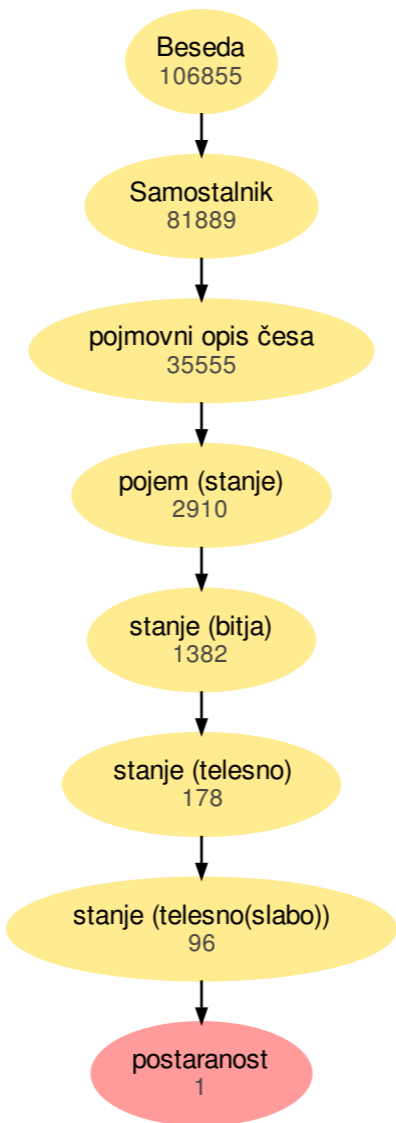 Beseda
106855
Samostalnik
81889
pojmovni opis česa
35555
pojem (stanje)
2910
stanje (bitja)
1382
stanje (telesno)
178
stanje (telesno(slabo))
96
postaranost
1